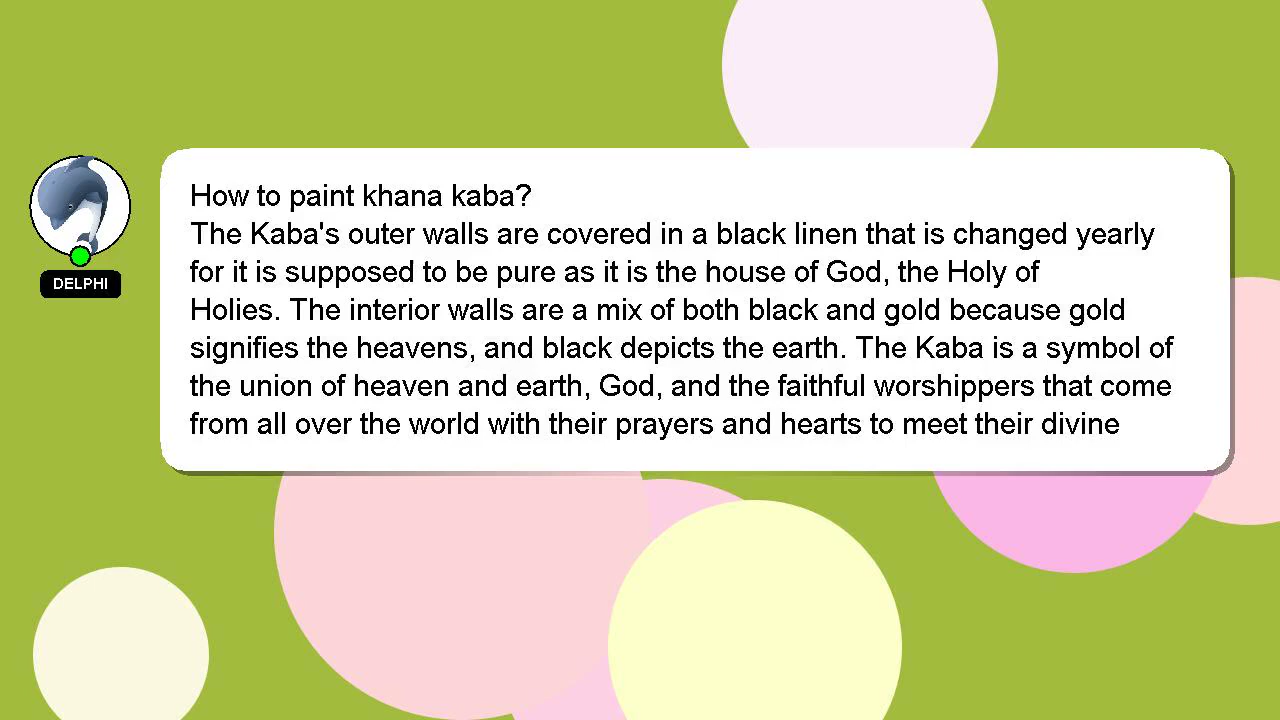 How to paint khana kaba?
The Kaba's outer walls are covered in a black linen that is changed yearly
for it is supposed to be pure as it is the house of God, the Holy of
Holies. The interior walls are a mix of both black and gold because gold
signifies the heavens, and black depicts the earth. The Kaba is a symbol of
the union of heaven and earth, God, and the faithful worshippers that come
from all over the world with their prayers and hearts to meet their divine
DELPHI